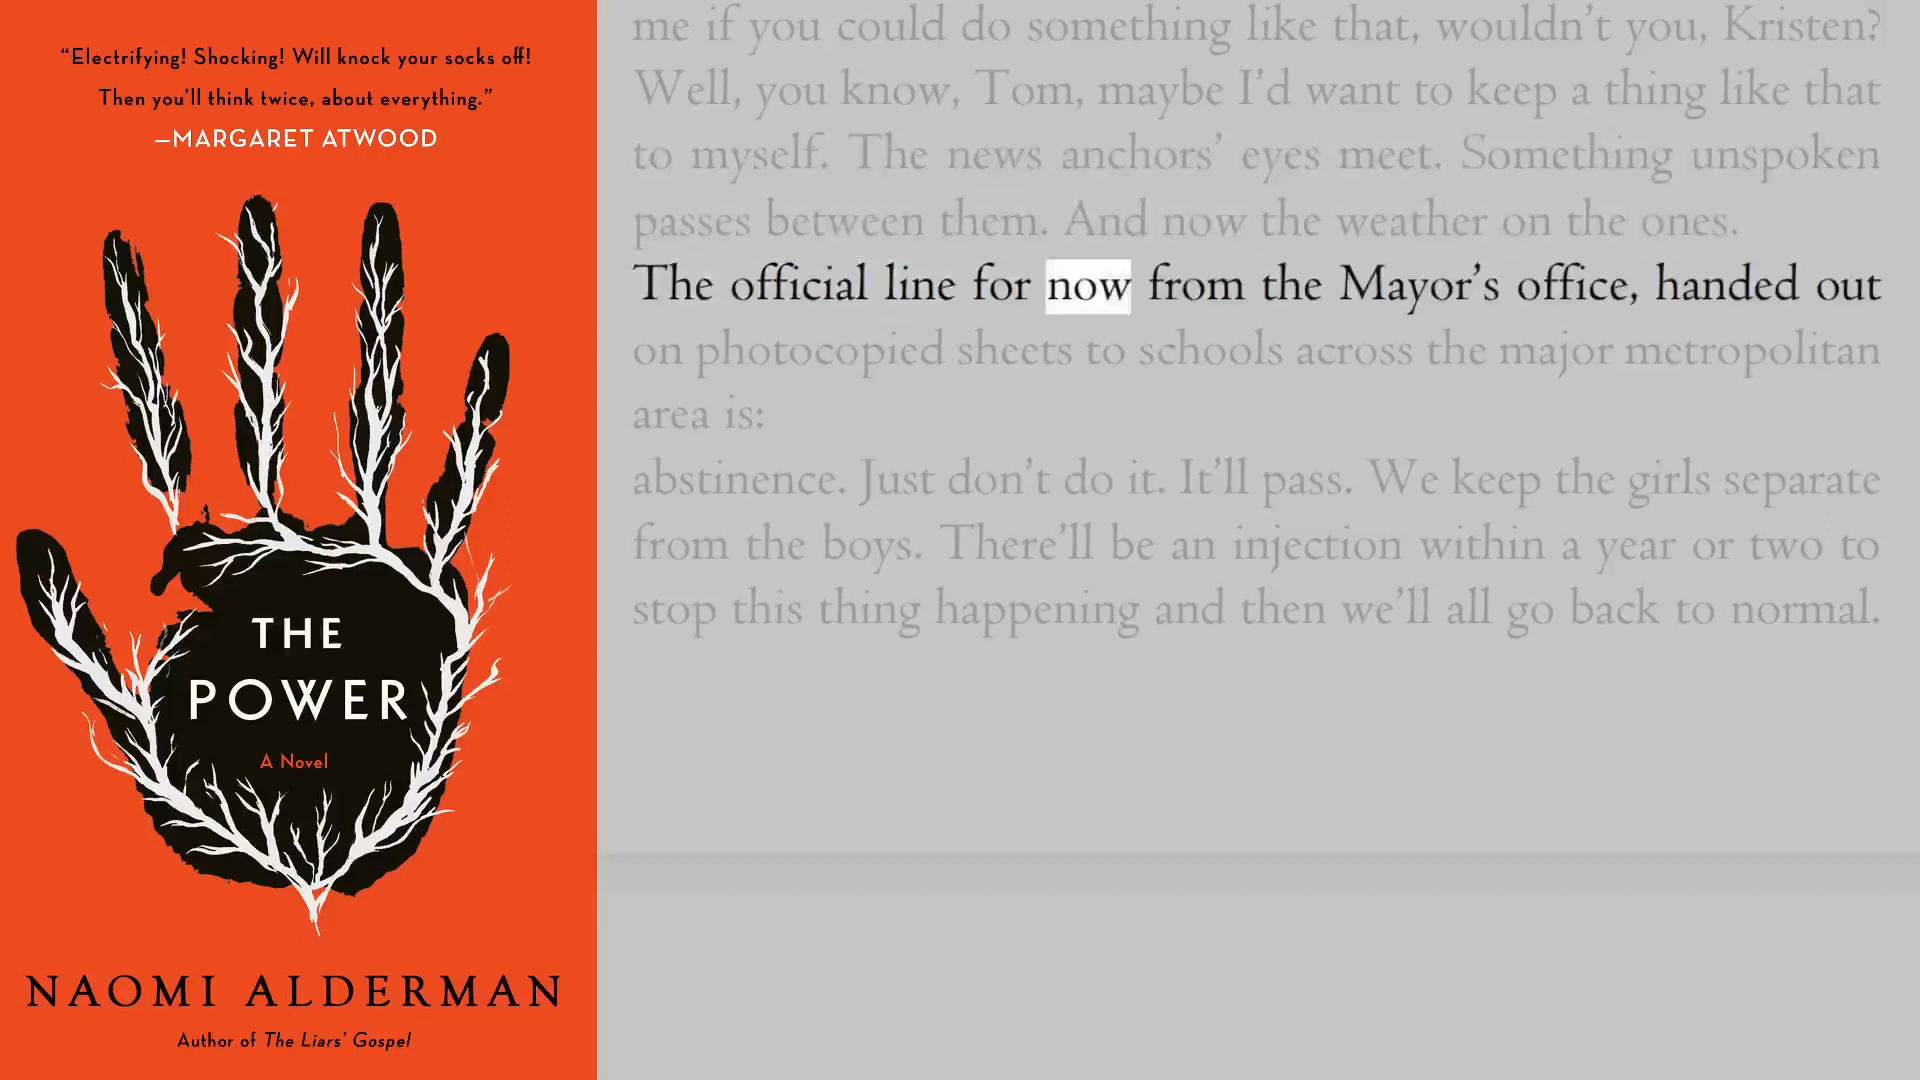 “Electrifying! Shocking! Will knock your socks off!
Then you’ll think twice, about everything.”
—MARGARET ATWOOD
THE
POWER
A Novel
NAOMI ALDERMAN
Author of The Liars’ Gospel
me if you could do something like that, wouldn’t you, Kristen?
Well, you know, Tom, maybe I’d want to keep a thing like that
to myself. The news anchors’ eyes meet. Something unspoken
passes between them. And now the weather on the ones.
The official line for now from the Mayor’s office, handed out
on photocopied sheets to schools across the major metropolitan
area is:
abstinence. Just don’t do it. It’ll pass. We keep the girls separate
from the boys. There’ll be an injection within a year or two to
stop this thing happening and then we’ll all go back to normal.